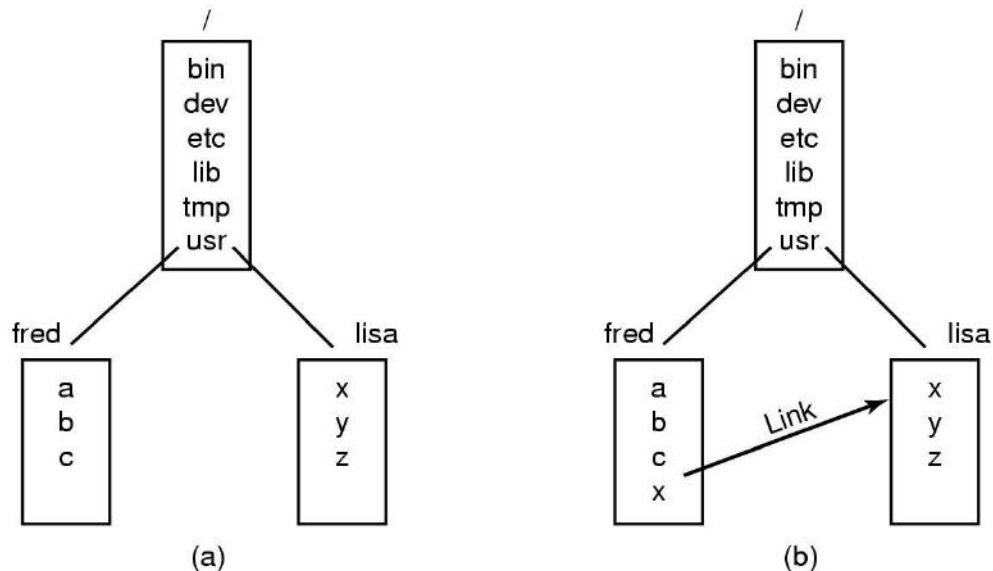 /
bin
dev
etc
lib
tmp
usr
fred
lisa
a
b
c
x
y
z
(a)
/
bin
dev
etc
lib
tmp
usr
fred
lisa
a
b
c
x
Link
x
y
z
(b)